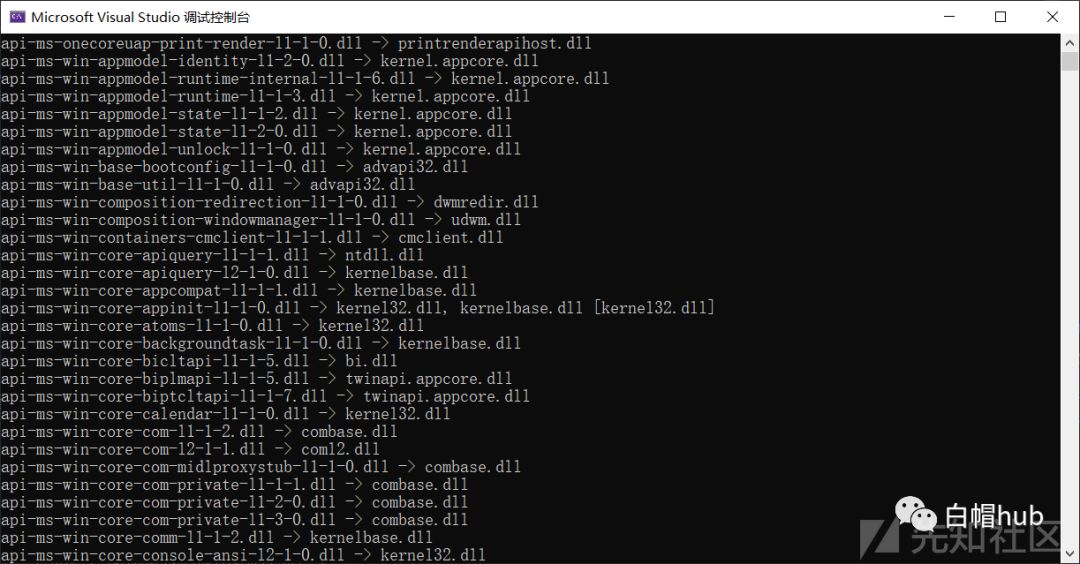 Microsoft Visual Studio 调试控制台
api-ms-onecoreuap-print-render-l1-1-0.dll -> printrenderapihost.dll
api-ms-win-appmodel-identity-l1-2-0.dll -> kernel.appcore.dll
api-ms-win-appmodel-runtime-internal-l1-1-6.dll -> kernel.appcore.dll
api-ms-win-appmodel-runtime-l1-1-3.dll -> kernel.appcore.dll
api-ms-win-appmodel-state-l1-1-2.dll -> kernel.appcore.dll
api-ms-win-appmodel-state-l1-2-0.dll -> kernel.appcore.dll
api-ms-win-appmodel-unlock-l1-1-0.dll -> kernel.appcore.dll
api-ms-win-base-bootconfig-l1-1-0.dll -> advapi32.dll
api-ms-win-base-util-l1-1-0.dll -> advapi32.dll
api-ms-win-composition-redirection-l1-1-0.dll -> dwmredir.dll
api-ms-win-composition-windowmanager-l1-1-0.dll -> udwm.dll
api-ms-win-containers-cmclient-l1-1-1.dll -> cmclient.dll
api-ms-win-core-apiquery-l1-1-1.dll -> ntdll.dll
api-ms-win-core-apiquery-l2-1-0.dll -> kernelbase.dll
api-ms-win-core-appcompat-l1-1-1.dll -> kernelbase.dll
api-ms-win-core-appinit-l1-1-0.dll -> kernel32.dll, kernelbase.dll [kernel32.dll]
api-ms-win-core-atoms-l1-1-0.dll -> kernel32.dll
api-ms-win-core-backgroundtask-l1-1-0.dll -> kernelbase.dll
api-ms-win-core-bicltapi-l1-1-5.dll -> bi.dll
api-ms-win-core-biplmapi-l1-1-5.dll -> twinapi.appcore.dll
api-ms-win-core-biptcltapi-l1-1-7.dll -> twinapi.appcore.dll
api-ms-win-core-calendar-l1-1-0.dll -> kernel32.dll
api-ms-win-core-com-l1-1-2.dll -> combase.dll
api-ms-win-core-com-l2-1-1.dll -> coml2.dll
api-ms-win-core-com-midlproxystub-l1-1-0.dll -> combase.dll
api-ms-win-core-com-private-l1-1-1.dll -> combase.dll
api-ms-win-core-com-private-l1-2-0.dll -> combase.dll
api-ms-win-core-com-private-l1-3-0.dll -> combase.dll
api-ms-win-core-comm-l1-1-2.dll -> kernelbase.dll
api-ms-win-core-console-ansi-l2-1-0.dll -> kernel32.dll
白帽hub
先知社区